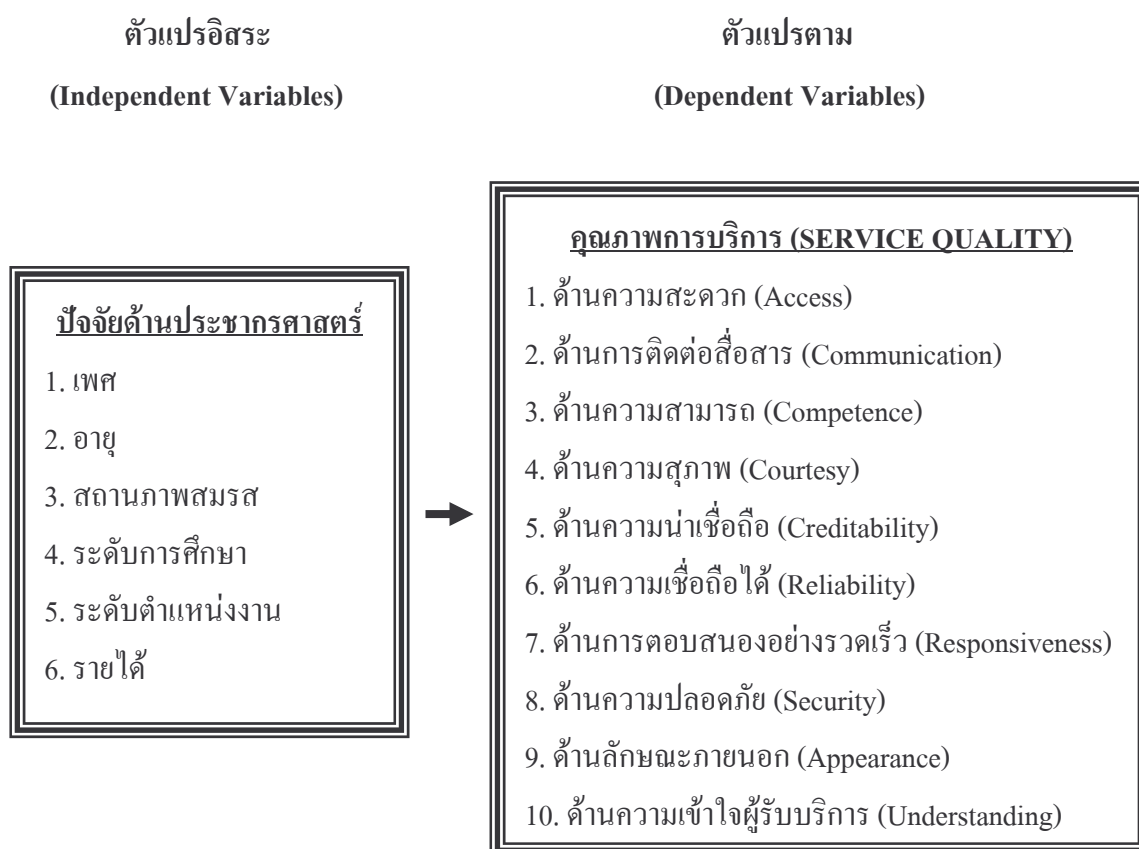 ตัวแปรอิสระ
(Independent Variables)
ตัวแปรตาม
(Dependent Variables)
ปัจจัยด้านประชากรศาสตร์
1. เพศ
2. อายุ
3. สถานภาพสมรส
4. ระดับการศึกษา
5. ระดับตำแหน่งงาน
6. รายได้
คุณภาพการบริการ (SERVICE QUALITY)
1. ด้านความสะดวก (Access)
2. ด้านการติดต่อสื่อสาร (Communication)
3. ด้านความสามารถ (Competence)
4. ด้านความสุภาพ (Courtesy)
5. ด้านความน่าเชื่อถือ (Creditability)
6. ด้านความเชื่อถือได้ (Reliability)
7. ด้านการตอบสนองอย่างรวดเร็ว (Responsiveness)
8. ด้านความปลอดภัย (Security)
9. ด้านลักษณะภายนอก (Appearance)
10. ด้านความเข้าใจผู้รับบริการ (Understanding)